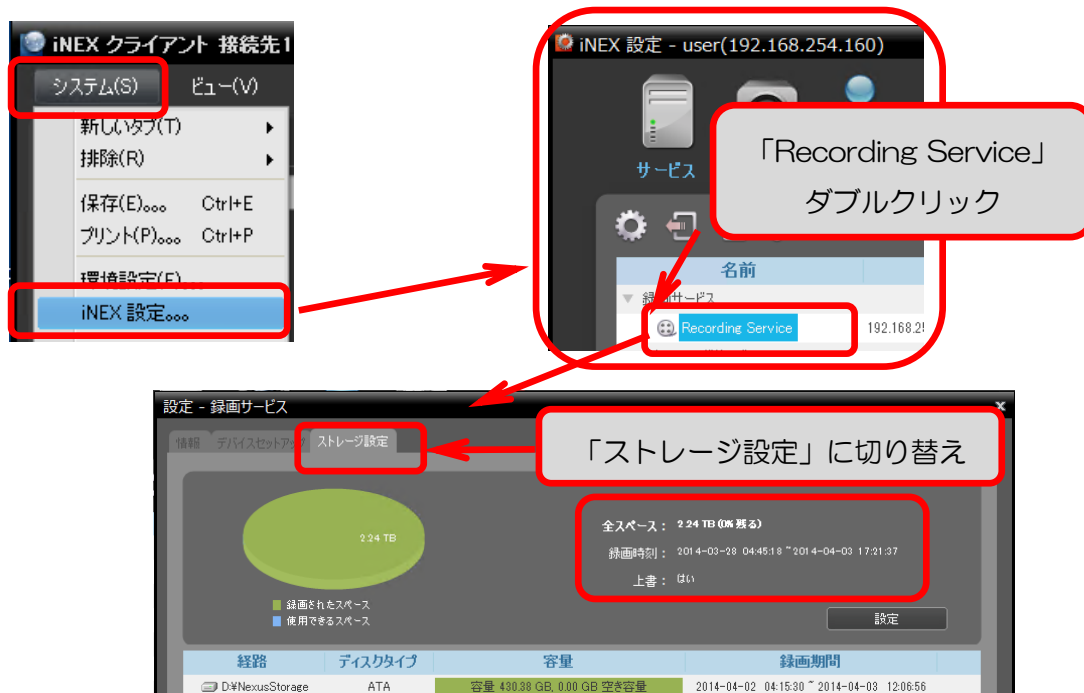 iNEX クライアント 接続先1
システム(S) ビュー(V)
新しいタブ(T)
排除(R)
保存(E)... Ctrl+E
プリント(P)... Ctrl+P
環境設定(F)...
iNEX 設定...
iNEX 設定 - user(192.168.254.160)
サービス
「Recording Service」
ダブルクリック
名前
録画サービス
Recording Service 192.168.25
設定 - 録画サービス x
情報 デバイスセットアップ ストレージ設定
「ストレージ設定」に切り替え
2.24 TB
全スペース : 2.24 TB (0% 残る)
録画時刻 : 2014-03-28 04:45:18 ~ 2014-04-03 17:21:37
上書 : はい
録画されたスペース
使用できるスペース
設定
経路 ディスクタイプ 容量 録画期間
D:¥NexusStorage ATA 容量 430.38 GB, 0.00 GB 空き容量 2014-04-02 04:15:30 ~ 2014-04-03 12:06:56